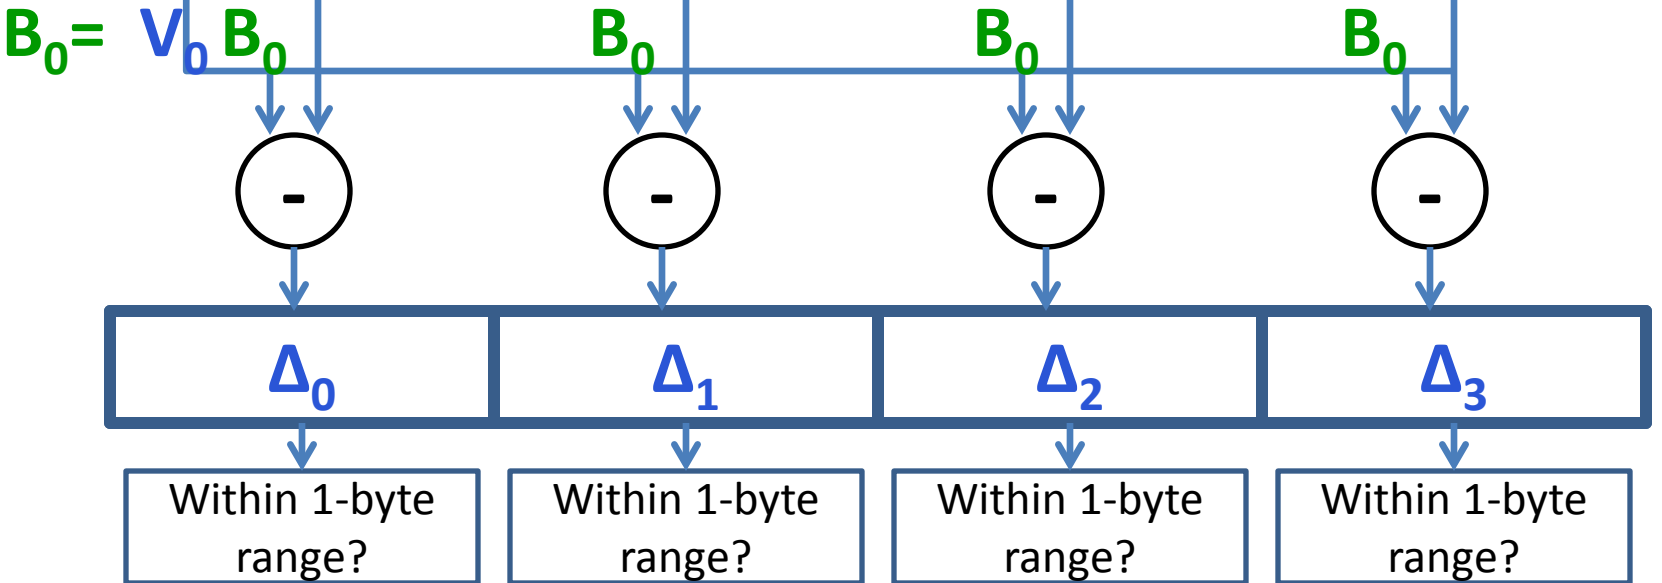 B₀= V₀ B₀ B₀ B₀ B₀
- - - -
Δ₀ Δ₁ Δ₂ Δ₃
Within 1-byte range?
Within 1-byte range?
Within 1-byte range?
Within 1-byte range?